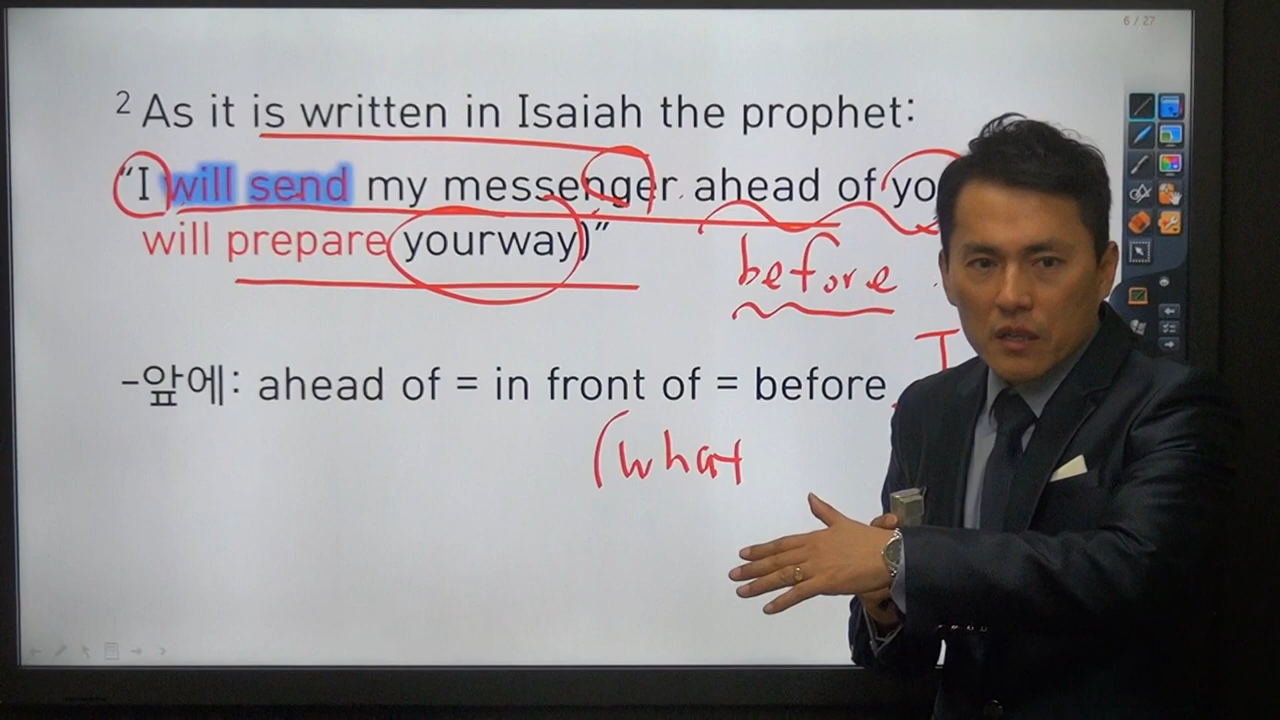 6 / 27
2 As it is written in Isaiah the prophet:
“I will send my messenger ahead of yo
will prepare yourway)”
before
I
-앞에: ahead of = in front of = before
(what